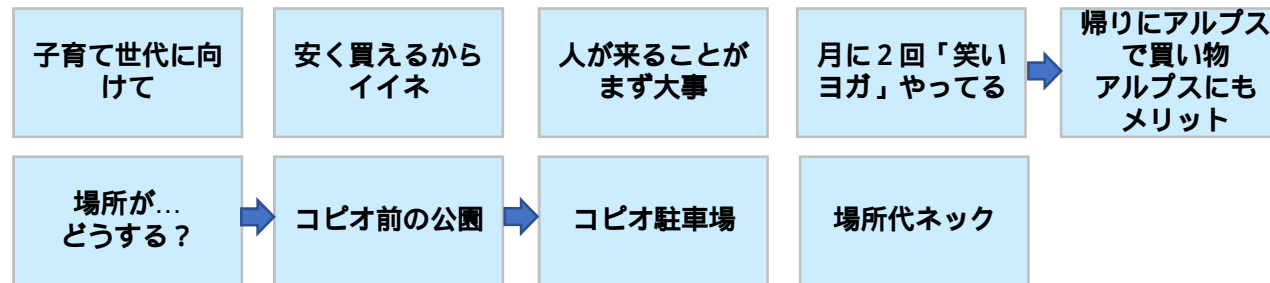 子育て世代に向
けて
安く買えるから
イイネ
人が来ることが
まず大事
月に２回「笑い
ヨガ」やってる
帰りにアルプス
で買い物
アルプスにも
メリット
場所が…
どうする？
コピオ前の公園
コピオ駐車場
場所代ネック